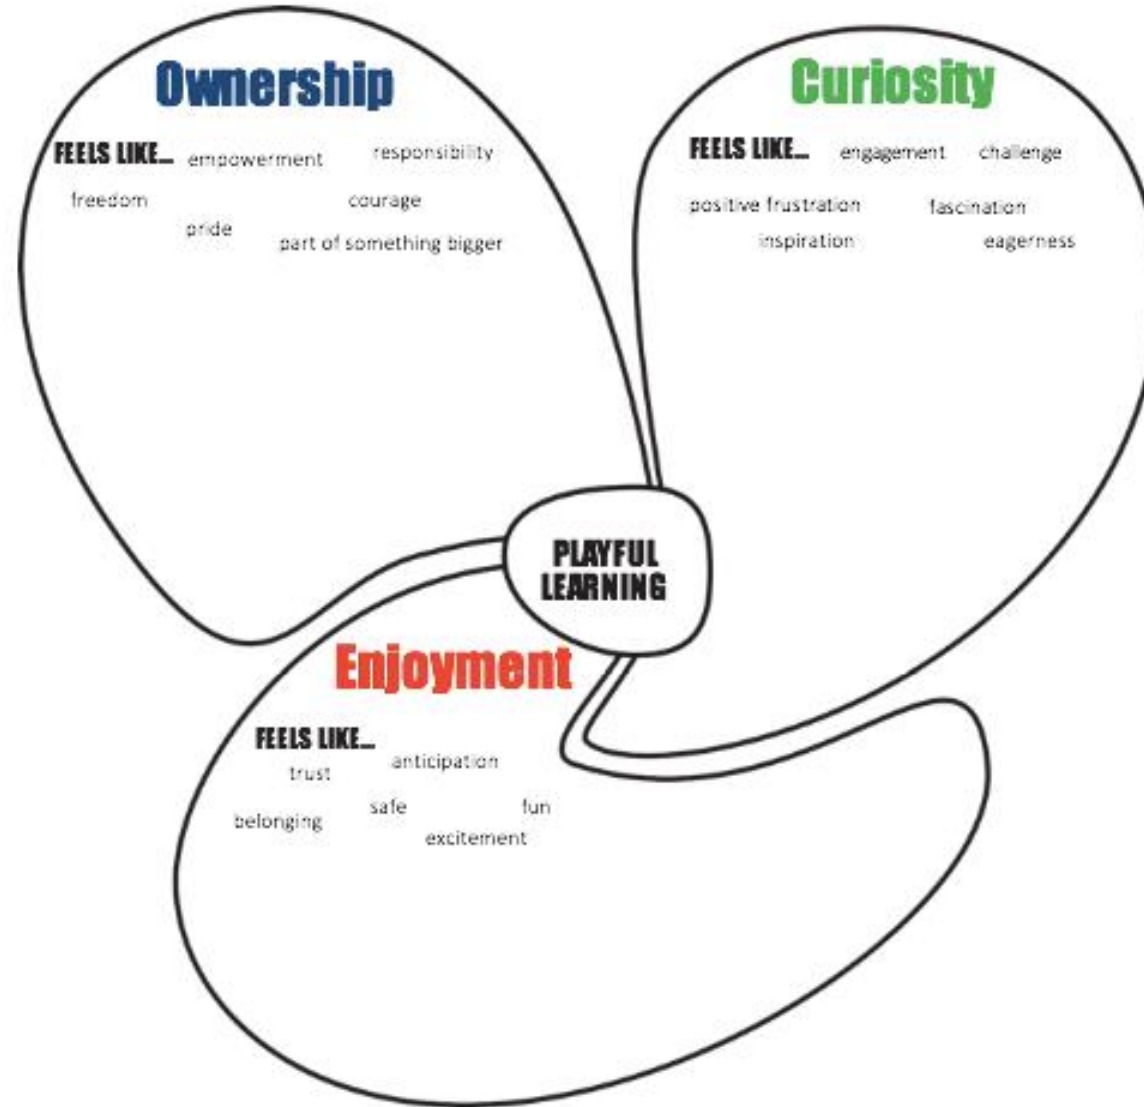 Ownership
FEELS LIKE... empowerment responsibility
freedom courage
pride part of something bigger
Curiosity
FEELS LIKE... engagement challenge
positive frustration fascination
inspiration eagerness
PLAYFUL
LEARNING
Enjoyment
FEELS LIKE...
trust anticipation
belonging safe fun
excitement